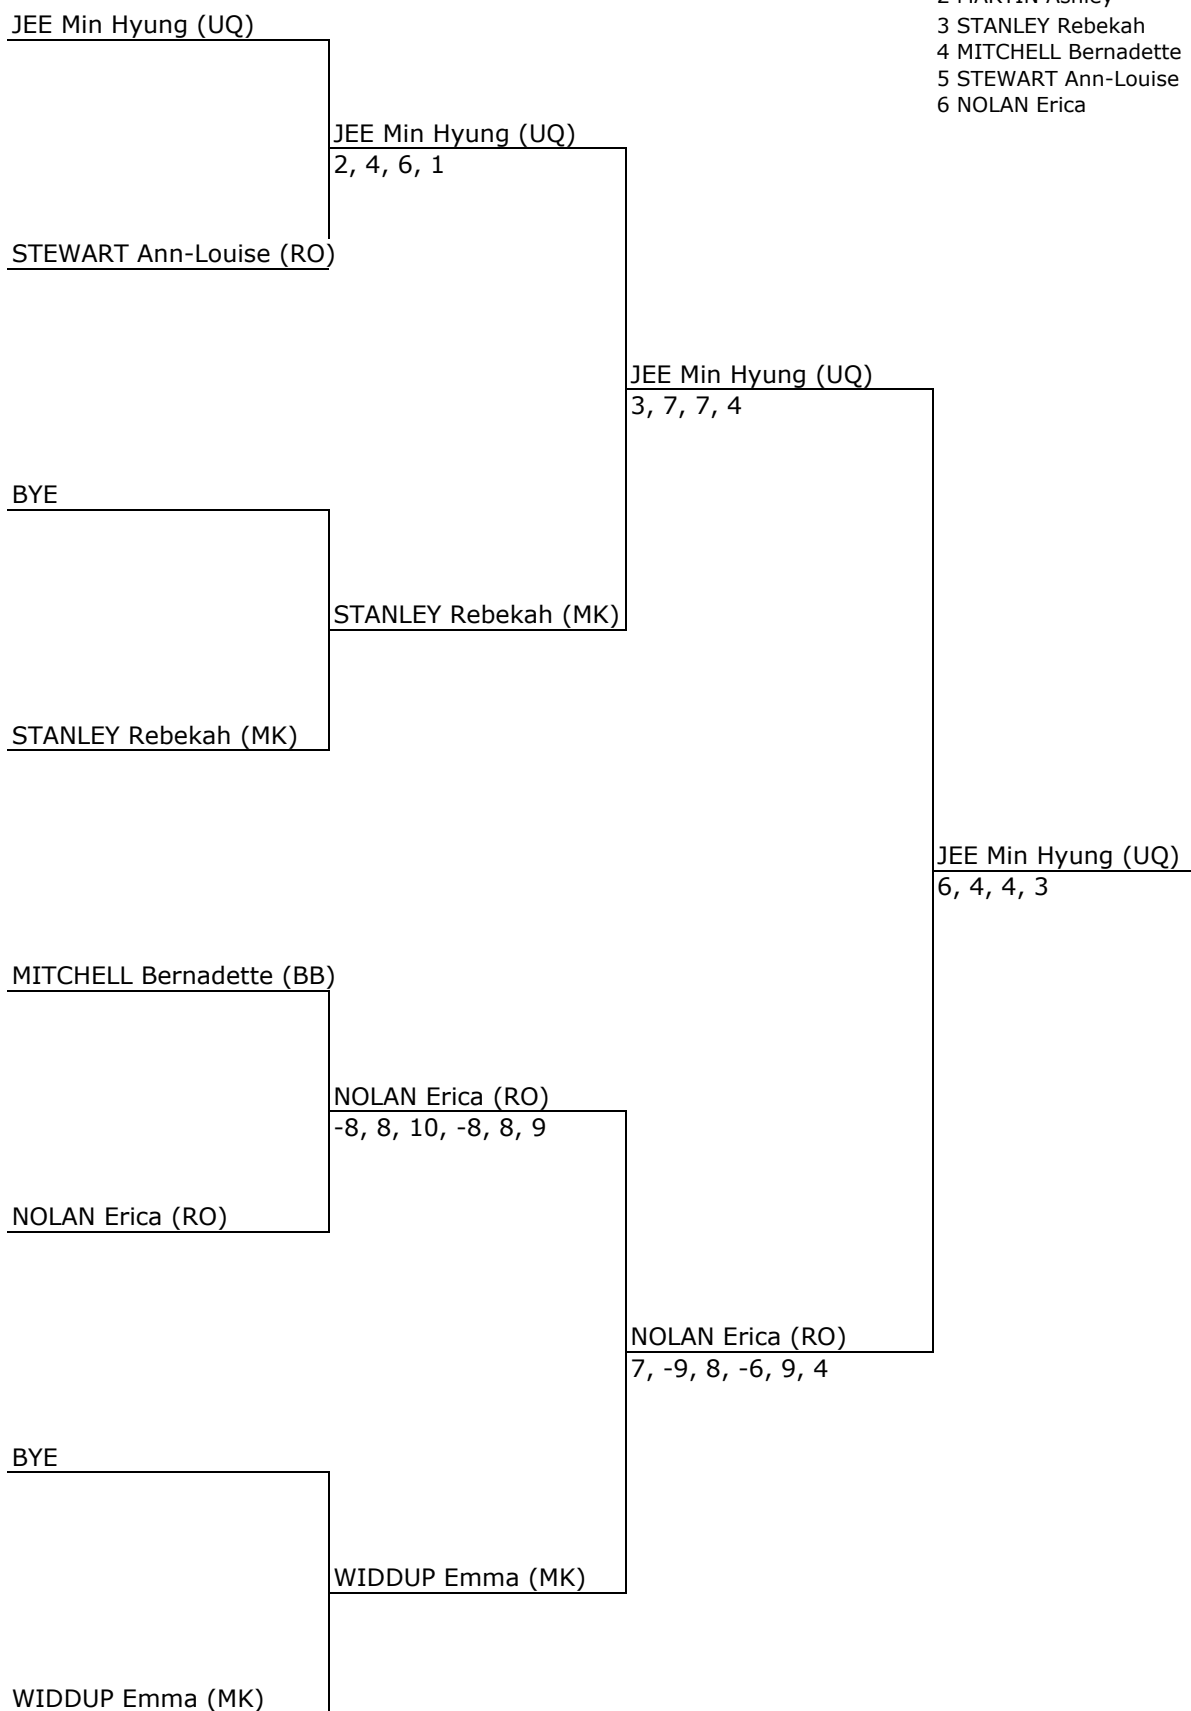 2 MARTIN Ashley
JEE Min Hyung (UQ)
3 STANLEY Rebekah
4 MITCHELL Bernadette
5 STEWART Ann-Louise
6 NOLAN Erica
JEE Min Hyung (UQ)
2, 4, 6, 1
STEWART Ann-Louise (RO)
JEE Min Hyung (UQ)
3, 7, 7, 4
BYE
STANLEY Rebekah (MK)
STANLEY Rebekah (MK)
JEE Min Hyung (UQ)
6, 4, 4, 3
MITCHELL Bernadette (BB)
NOLAN Erica (RO)
-8, 8, 10, -8, 8, 9
NOLAN Erica (RO)
NOLAN Erica (RO)
7, -9, 8, -6, 9, 4
BYE
WIDDUP Emma (MK)
WIDDUP Emma (MK)